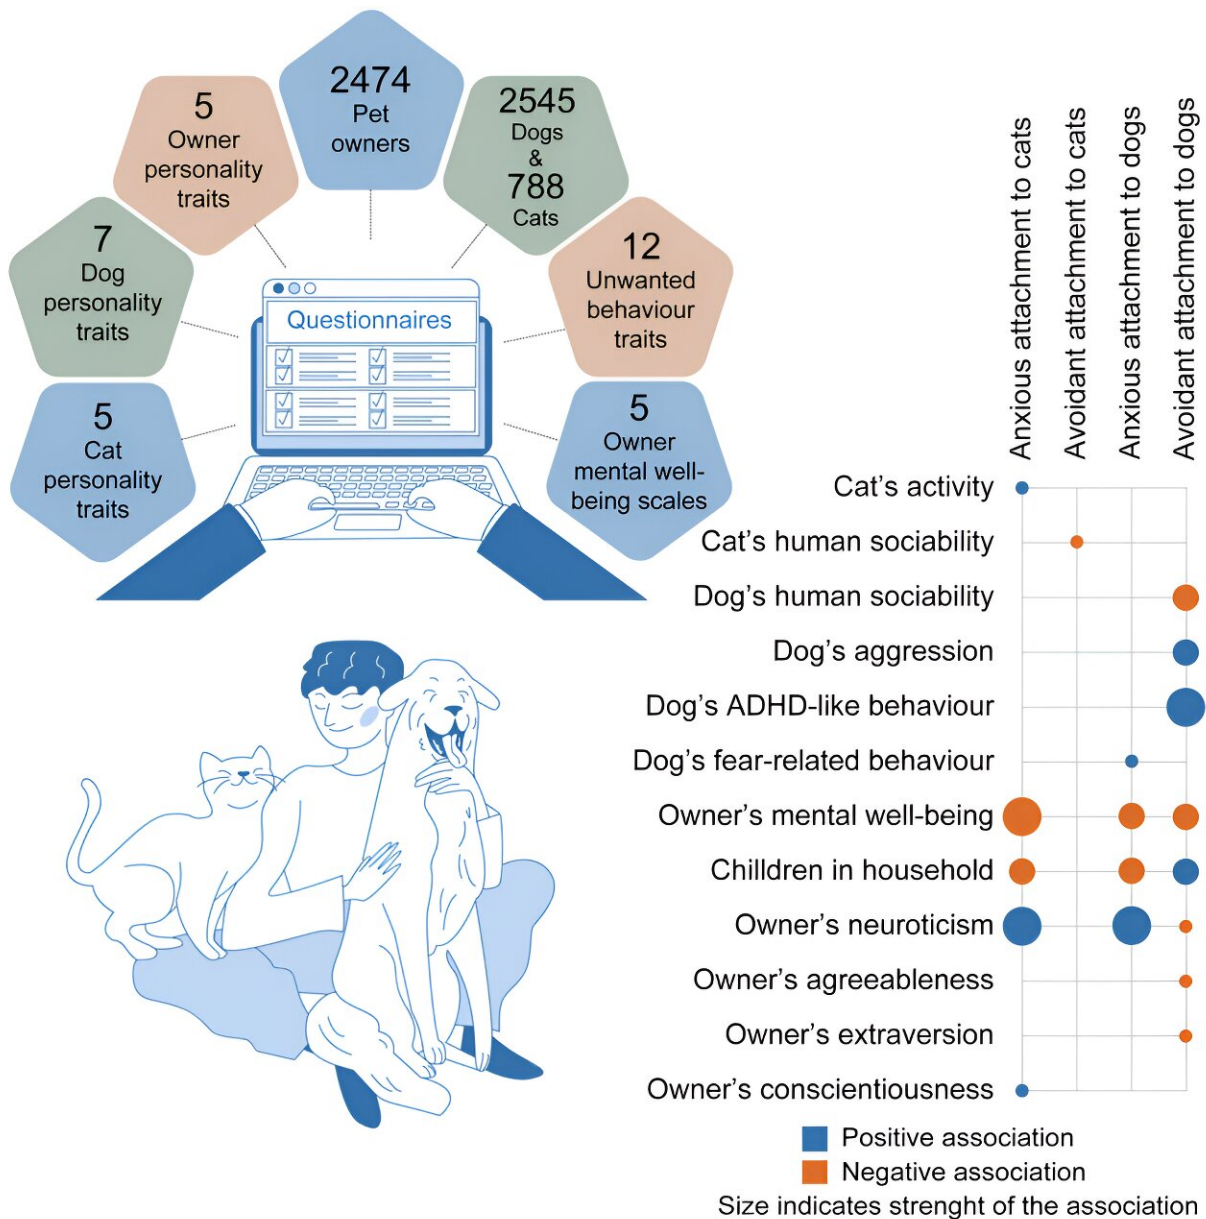 2474
Pet
owners
5
Owner
personality
traits
2545
Dogs
&
788
Cats
7
Dog
personality
traits
12
Unwanted
behaviour
traits
5
Cat
personality
traits
5
Owner
mental well-
being scales
Questionnaires
Anxious attachment to cats
Avoidant attachment to cats
Anxious attachment to dogs
Avoidant attachment to dogs
Cat's activity
Cat's human sociability
Dog's human sociability
Dog's aggression
Dog's ADHD-like behaviour
Dog's fear-related behaviour
Owner's mental well-being
Chilldren in household
Owner's neuroticism
Owner's agreeableness
Owner's extraversion
Owner's conscientiousness
Positive association
Negative association
Size indicates strenght of the association